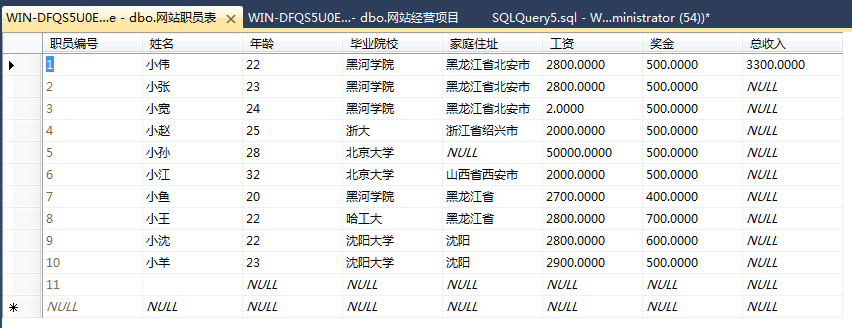 WIN-DFQS5U0E...e - dbo.网站职员表 WIN-DFQS5U0E...- dbo.网站经营项目 SQLQuery5.sql - W...ministrator (54))*
职员编号 姓名 年龄 毕业院校 家庭住址 工资 奖金 总收入
1 小伟 22 黑河学院 黑龙江省北安市 2800.0000 500.0000 3300.0000
2 小张 23 黑河学院 黑龙江省北安市 2800.0000 500.0000 NULL
3 小宽 24 黑河学院 黑龙江省北安市 2.0000 500.0000 NULL
4 小赵 25 浙大 浙江省绍兴市 2000.0000 500.0000 NULL
5 小孙 28 北京大学 NULL 50000.0000 500.0000 NULL
6 小江 32 北京大学 山西省西安市 2000.0000 500.0000 NULL
7 小鱼 20 黑河学院 黑龙江省 2700.0000 400.0000 NULL
8 小王 22 哈工大 黑龙江省 2800.0000 700.0000 NULL
9 小沈 22 沈阳大学 沈阳 2800.0000 600.0000 NULL
10 小羊 23 沈阳大学 沈阳 2900.0000 500.0000 NULL
11 NULL NULL NULL NULL NULL NULL
NULL NULL NULL NULL NULL NULL NULL NULL